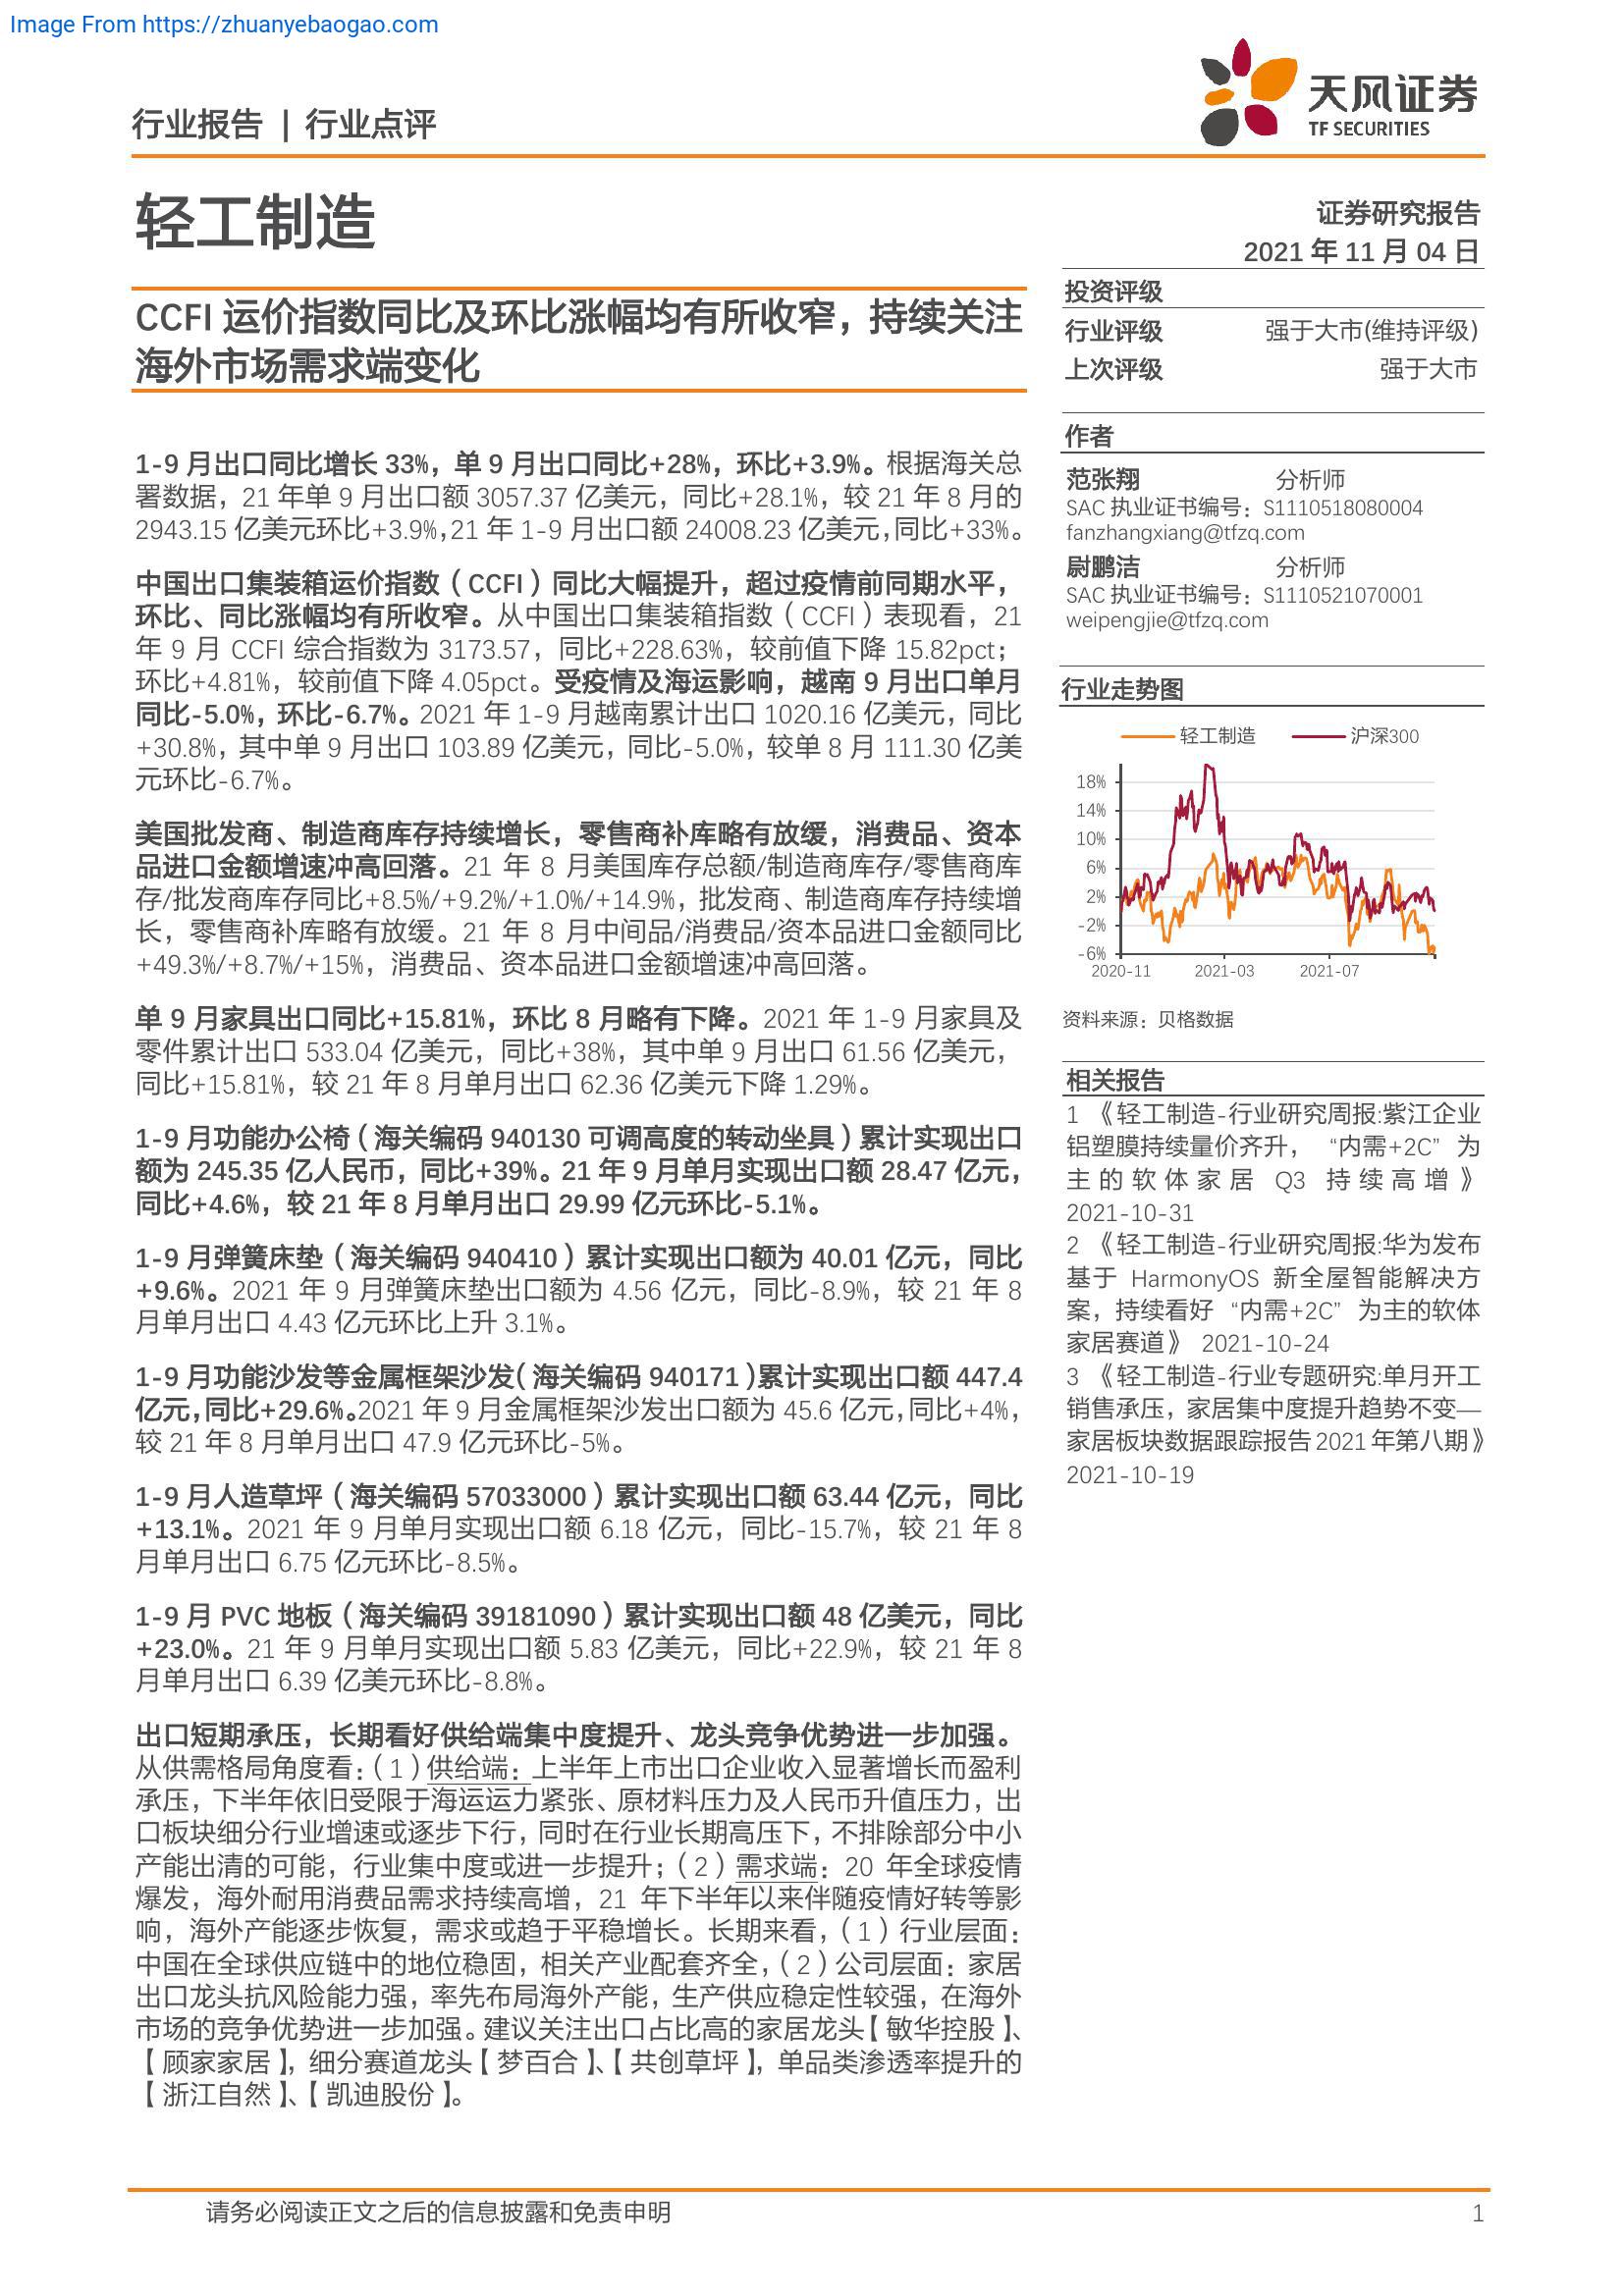 Image From https://zhuanyebaogao.com
行业报告 | 行业点评
天风证券
TF SECURITIES
轻工制造
证券研究报告
2021 年 11 月 04 日
CCFI 运价指数同比及环比涨幅均有所收窄，持续关注
海外市场需求端变化
1-9 月出口同比增长 33%，单 9 月出口同比+28%，环比+3.9%。根据海关总
署数据，21 年单 9 月出口额 3057.37 亿美元，同比+28.1%，较 21 年 8 月的
2943.15 亿美元环比+3.9%，21 年 1-9 月出口额 24008.23 亿美元，同比+33%。
中国出口集装箱运价指数（CCFI）同比大幅提升，超过疫情前同期水平，
环比、同比涨幅均有所收窄。从中国出口集装箱指数（CCFI）表现看，21
年 9 月 CCFI 综合指数为 3173.57，同比+228.63%，较前值下降 15.82pct；
环比+4.81%，较前值下降 4.05pct。受疫情及海运影响，越南 9 月出口单月
同比-5.0%，环比-6.7%。2021 年 1-9 月越南累计出口 1020.16 亿美元，同比
+30.8%，其中单 9 月出口 103.89 亿美元，同比-5.0%，较单 8 月 111.30 亿美
元环比-6.7%。
美国批发商、制造商库存持续增长，零售商补库略有放缓，消费品、资本
品进口金额增速冲高回落。21 年 8 月美国库存总额/制造商库存/零售商库
存/批发商库存同比+8.5%/+9.2%/+1.0%/+14.9%，批发商、制造商库存持续增
长，零售商补库略有放缓。21 年 8 月中间品/消费品/资本品进口金额同比
+49.3%/+8.7%/+15%，消费品、资本品进口金额增速冲高回落。
单 9 月家具出口同比+15.81%，环比 8 月略有下降。2021 年 1-9 月家具及
零件累计出口 533.04 亿美元，同比+38%，其中单 9 月出口 61.56 亿美元，
同比+15.81%，较 21 年 8 月单月出口 62.36 亿美元下降 1.29%。
1-9 月功能办公椅（海关编码 940130 可调高度的转动坐具）累计实现出口
额为 245.35 亿人民币，同比+39%。21 年 9 月单月实现出口额 28.47 亿元，
同比+4.6%，较 21 年 8 月单月出口 29.99 亿元环比-5.1%。
1-9 月弹簧床垫（海关编码 940410）累计实现出口额为 40.01 亿元，同比
+9.6%。2021 年 9 月弹簧床垫出口额为 4.56 亿元，同比-8.9%，较 21 年 8
月单月出口 4.43 亿元环比上升 3.1%。
1-9 月功能沙发等金属框架沙发（海关编码 940171）累计实现出口额 447.4
亿元，同比+29.6%。2021 年 9 月金属框架沙发出口额为 45.6 亿元，同比+4%，
较 21 年 8 月单月出口 47.9 亿元环比-5%。
1-9 月人造草坪（海关编码 57033000）累计实现出口额 63.44 亿元，同比
+13.1%。2021 年 9 月单月实现出口额 6.18 亿元，同比-15.7%，较 21 年 8
月单月出口 6.75 亿元环比-8.5%。
1-9 月 PVC 地板（海关编码 39181090）累计实现出口额 48 亿美元，同比
+23.0%。21 年 9 月单月实现出口额 5.83 亿美元，同比+22.9%，较 21 年 8
月单月出口 6.39 亿美元环比-8.8%。
出口短期承压，长期看好供给端集中度提升、龙头竞争优势进一步加强。
从供需格局角度看：（1）供给端：上半年上市出口企业收入显著增长而盈利
承压，下半年依旧受限于海运运力紧张、原材料压力及人民币升值压力，出
口板块细分行业增速或逐步下行，同时在行业长期高压下，不排除部分中小
产能出清的可能，行业集中度或进一步提升；（2）需求端：20 年全球疫情
爆发，海外耐用消费品需求持续高增，21 年下半年以来伴随疫情好转等影
响，海外产能逐步恢复，需求或趋于平稳增长。长期来看，（1）行业层面：
中国在全球供应链中的地位稳固，相关产业配套齐全，（2）公司层面：家居
出口龙头抗风险能力强，率先布局海外产能，生产供应稳定性较强，在海外
市场的竞争优势进一步加强。建议关注出口占比高的家居龙头【敏华控股】、
【顾家家居】，细分赛道龙头【梦百合】、【共创草坪】，单品类渗透率提升的
【浙江自然】、【凯迪股份】。
投资评级
行业评级 强于大市(维持评级)
上次评级 强于大市
作者
范张翔 分析师
SAC 执业证书编号：S1110518080004
fanzhangxiang@tfzq.com
尉鹏洁 分析师
SAC 执业证书编号：S1110521070001
weipengjie@tfzq.com
行业走势图
轻工制造 沪深300
18%
14%
10%
6%
2%
-2%
-6%
2020-11 2021-03 2021-07
资料来源：贝格数据
相关报告
1 《轻工制造-行业研究周报:紫江企业
铝塑膜持续量价齐升， “内需+2C” 为
主的软体家居 Q3 持续高增》
2021-10-31
2 《轻工制造-行业研究周报:华为发布
基于 HarmonyOS 新全屋智能解决方
案，持续看好 “内需+2C” 为主的软体
家居赛道》 2021-10-24
3 《轻工制造-行业专题研究:单月开工
销售承压，家居集中度提升趋势不变—
家居板块数据跟踪报告 2021 年第八期》
2021-10-19
请务必阅读正文之后的信息披露和免责申明 1